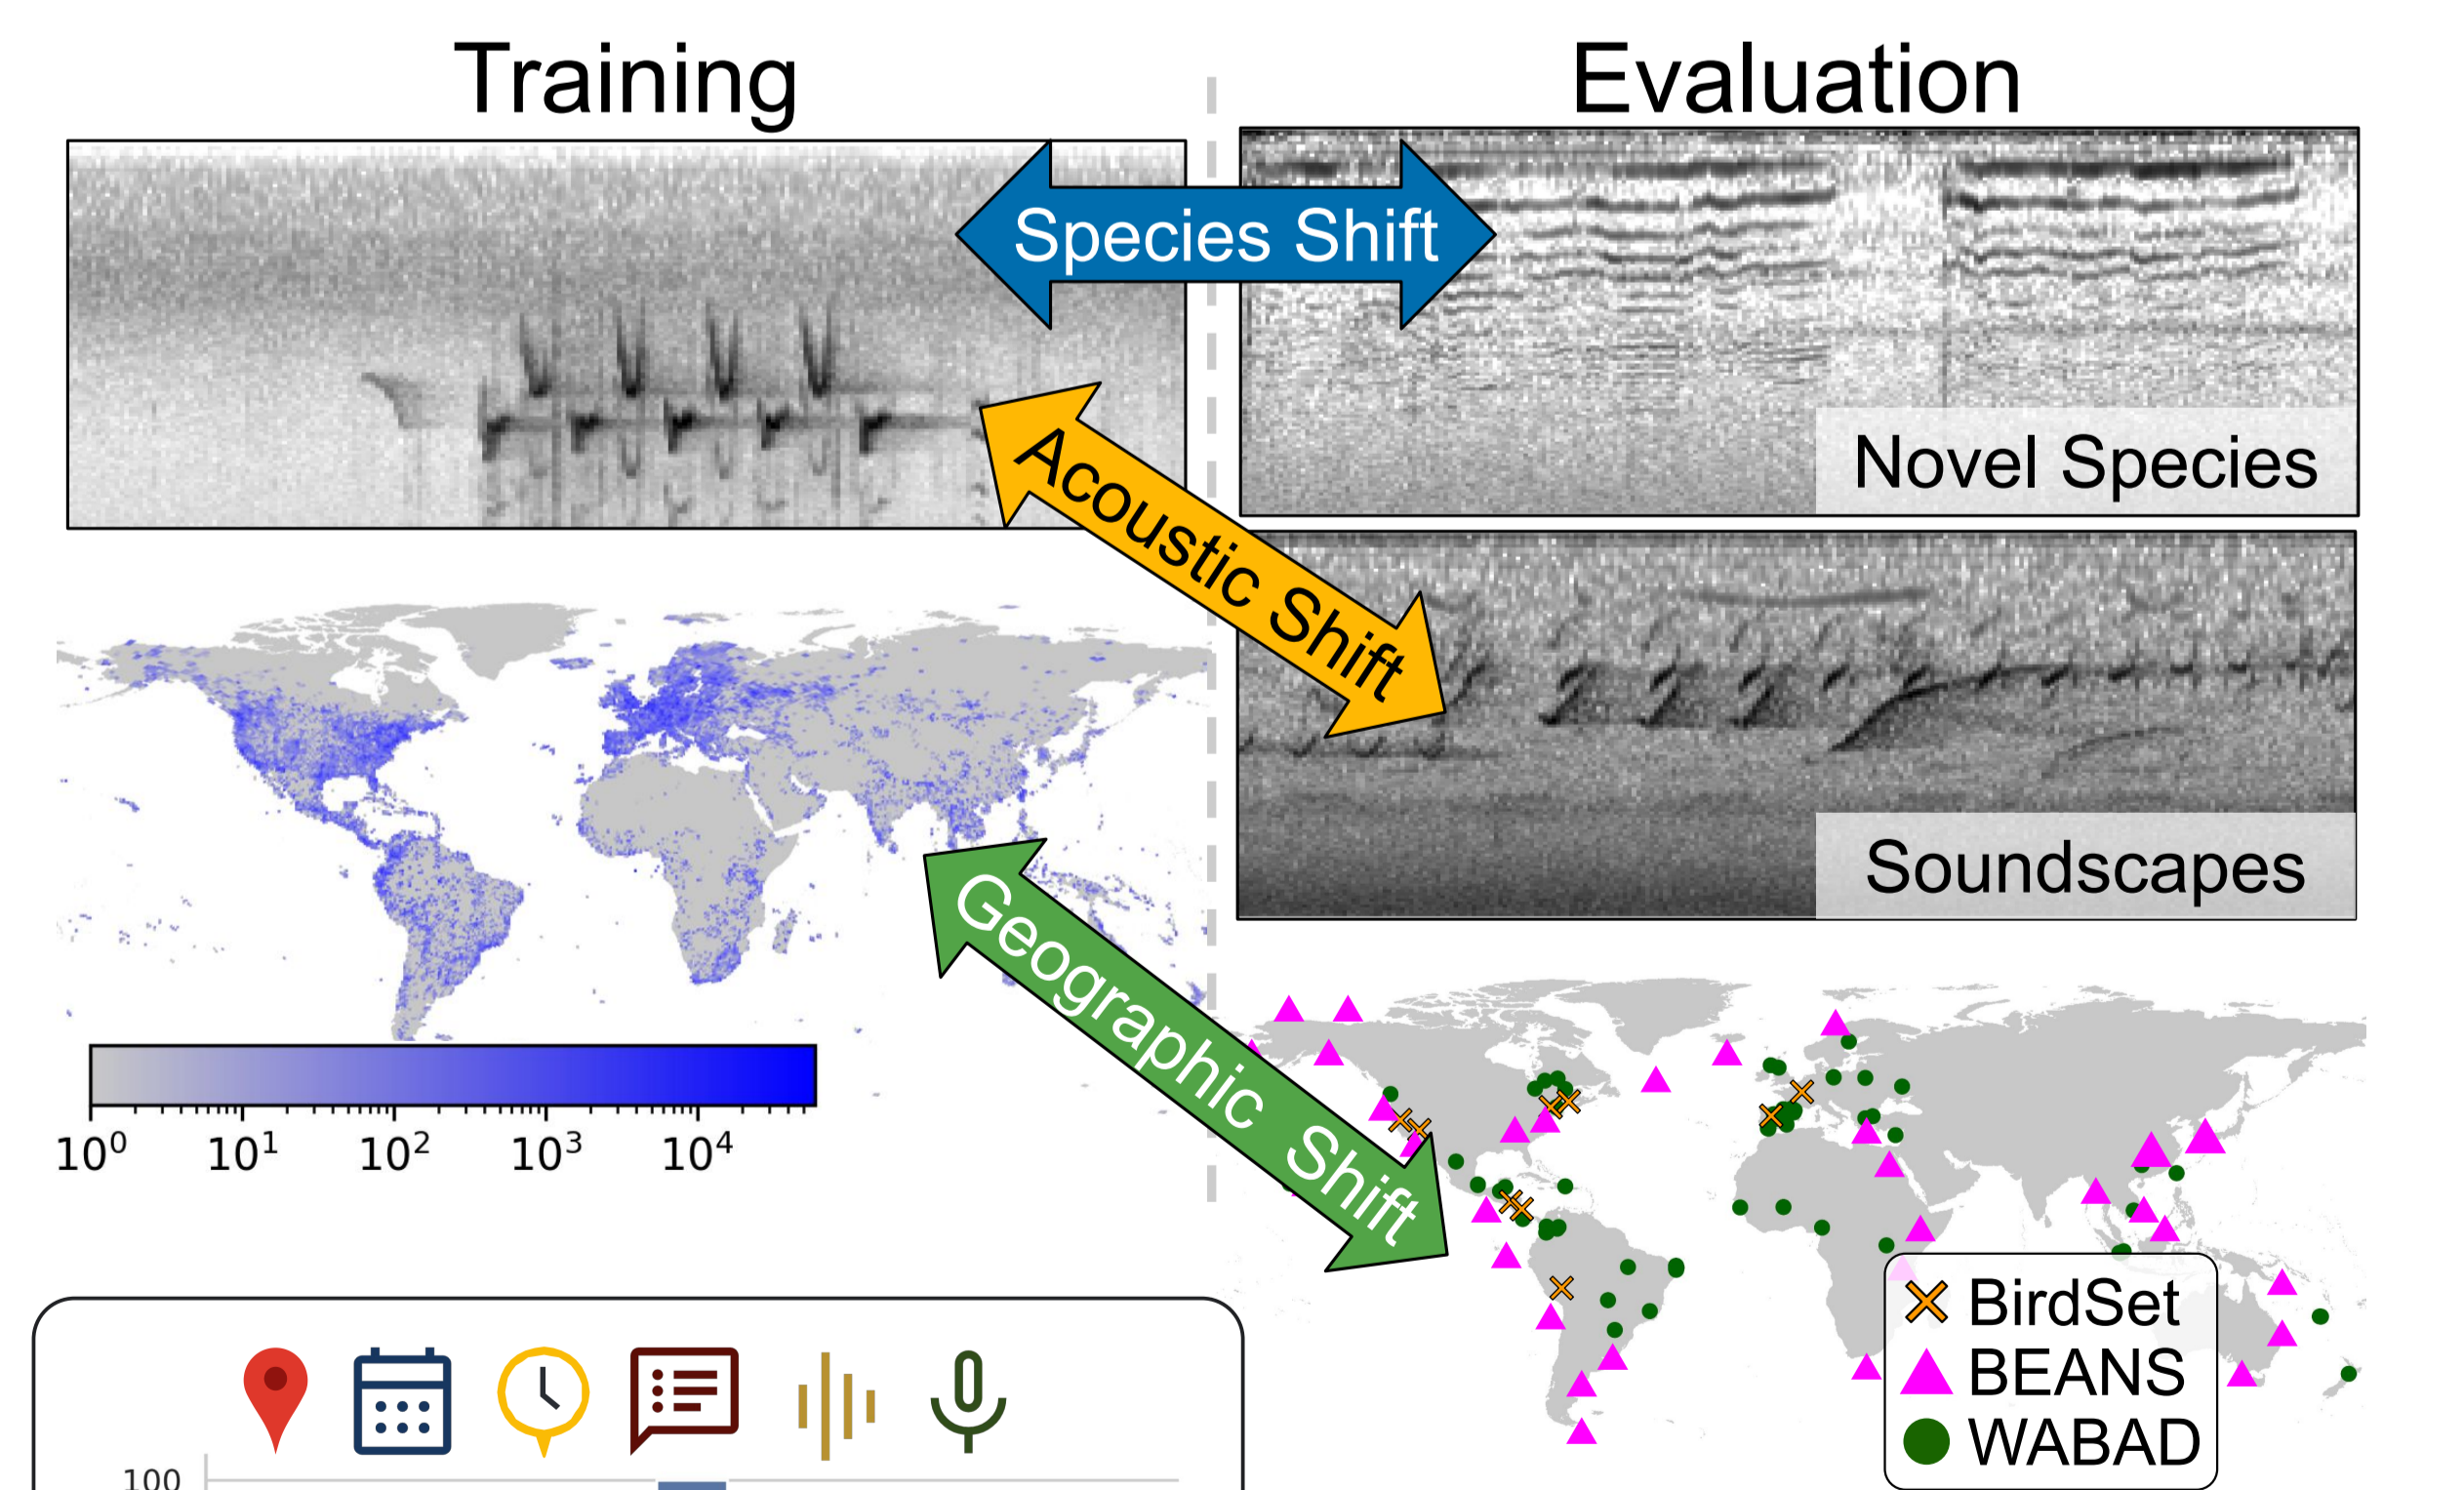 Training
Evaluation
Species Shift
Novel Species
Acoustic Shift
Soundscapes
Geographic Shift
10⁰ 10¹ 10² 10³ 10⁴
BirdSet
BEANS
WABAD
100